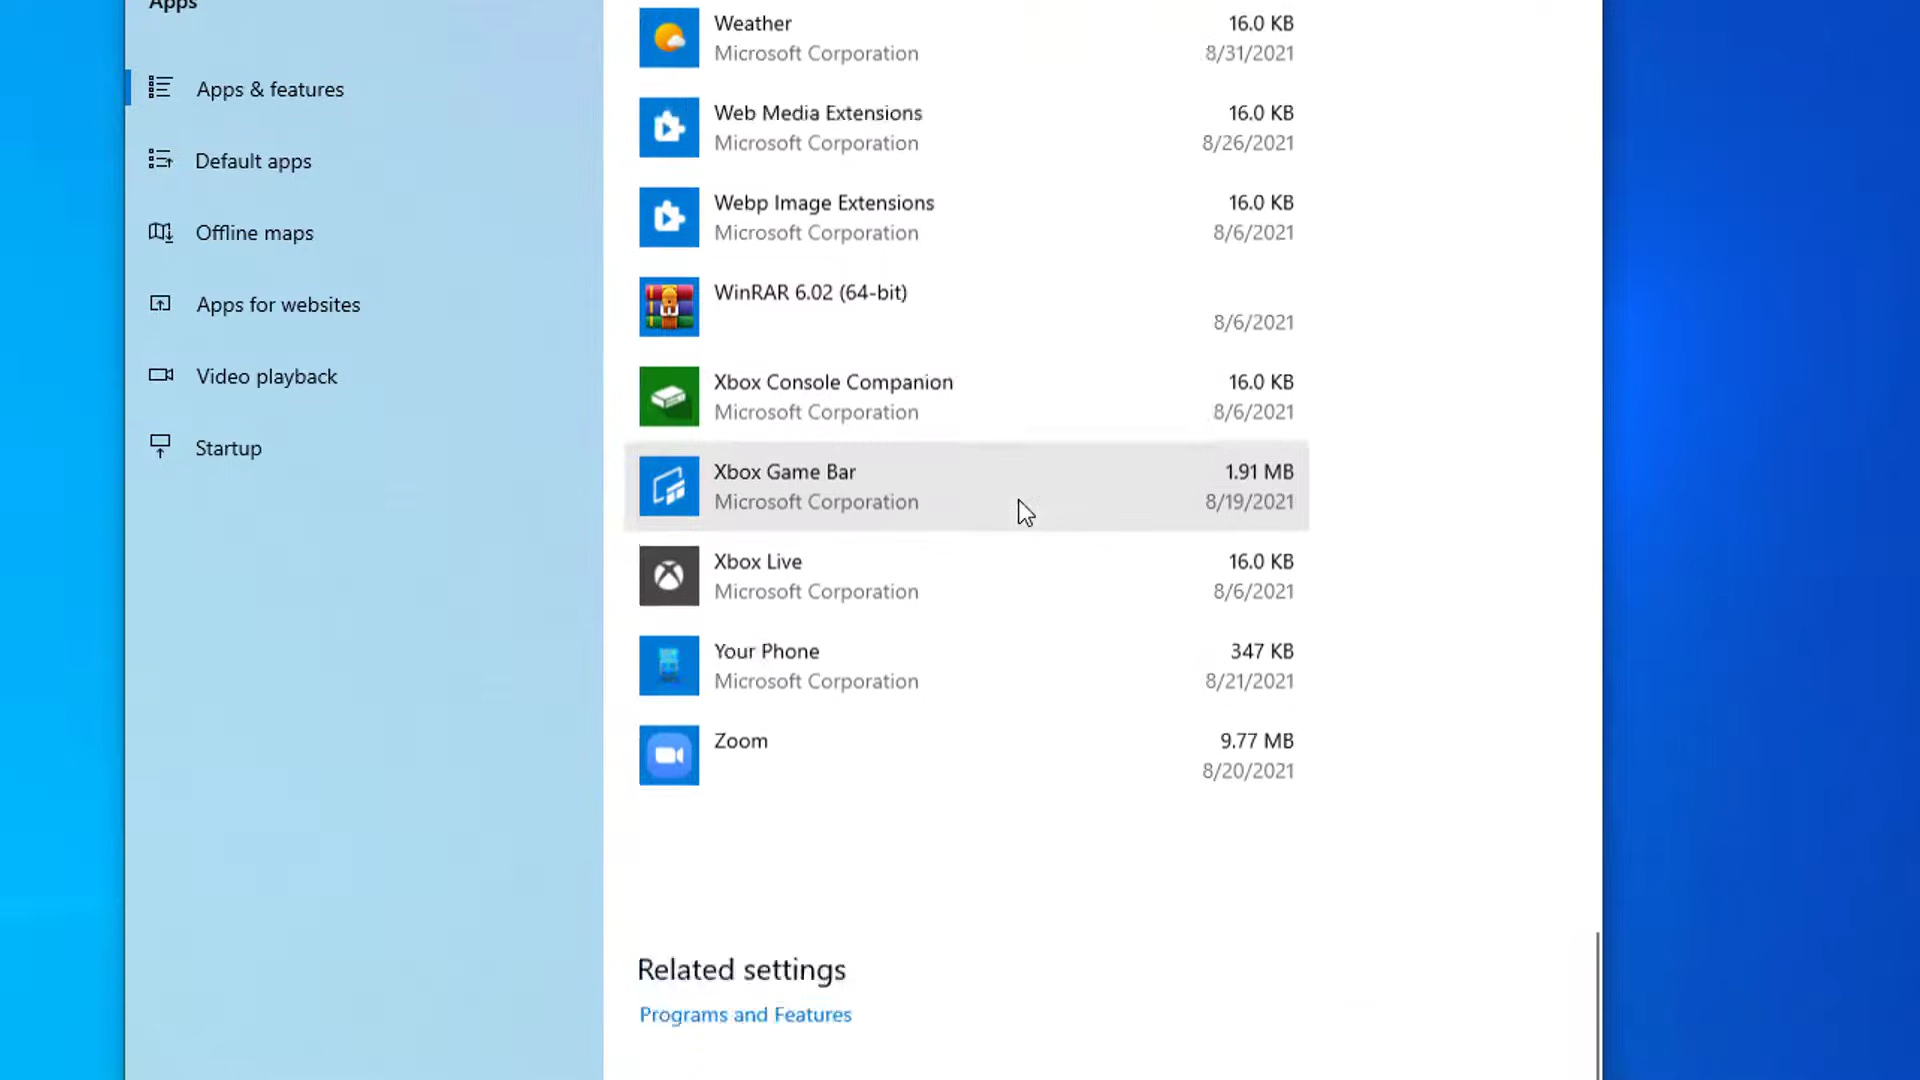 Apps
Apps & features
Default apps
Offline maps
Apps for websites
Video playback
Startup
Weather 16.0 KB
Microsoft Corporation 8/31/2021
Web Media Extensions 16.0 KB
Microsoft Corporation 8/26/2021
Webp Image Extensions 16.0 KB
Microsoft Corporation 8/6/2021
WinRAR 6.02 (64-bit)
8/6/2021
Xbox Console Companion 16.0 KB
Microsoft Corporation 8/6/2021
Xbox Game Bar 1.91 MB
Microsoft Corporation 8/19/2021
Xbox Live 16.0 KB
Microsoft Corporation 8/6/2021
Your Phone 347 KB
Microsoft Corporation 8/21/2021
Zoom 9.77 MB
8/20/2021
Related settings
Programs and Features